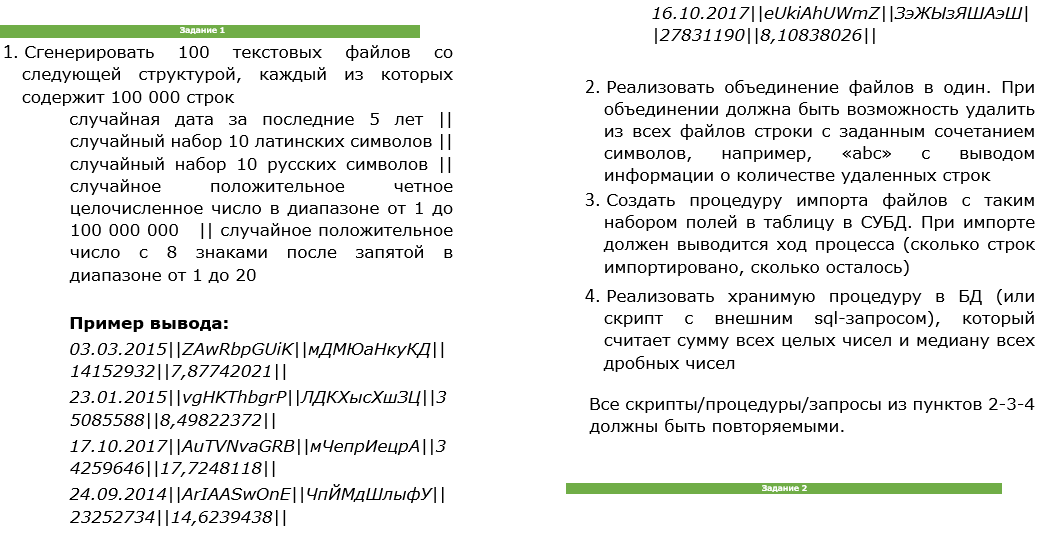 Задание 1
1. Сгенерировать 100 текстовых файлов со
следующей структурой, каждый из которых
содержит 100 000 строк
случайная дата за последние 5 лет ||
случайный набор 10 латинских символов ||
случайный набор 10 русских символов ||
случайное положительное четное
целочисленное число в диапазоне от 1 до
100 000 000 || случайное положительное
число с 8 знаками после запятой в
диапазоне от 1 до 20
Пример вывода:
03.03.2015||ZAwRbpGUiK||мДМЮаНкуКД||
14152932||7,87742021||
23.01.2015||vgHKThbgrP||ЛДКХысХшЗЦ||3
5085588||8,49822372||
17.10.2017||AuTVNvaGRB||мЧепрИецрА||3
4259646||17,7248118||
24.09.2014||ArIAASwOnE||ЧпЙМдШлыфУ||
23252734||14,6239438||
16.10.2017||eUkiAhUWmZ||ЗэЖЫзЯШАэШ|
|27831190||8,10838026||
2. Реализовать объединение файлов в один. При
объединении должна быть возможность удалить
из всех файлов строки с заданным сочетанием
символов, например, «abc» с выводом
информации о количестве удаленных строк
3. Создать процедуру импорта файлов с таким
набором полей в таблицу в СУБД. При импорте
должен выводится ход процесса (сколько строк
импортировано, сколько осталось)
4. Реализовать хранимую процедуру в БД (или
скрипт с внешним sql-запросом), который
считает сумму всех целых чисел и медиану всех
дробных чисел
Все скрипты/процедуры/запросы из пунктов 2-3-4
должны быть повторяемыми.
Задание 2